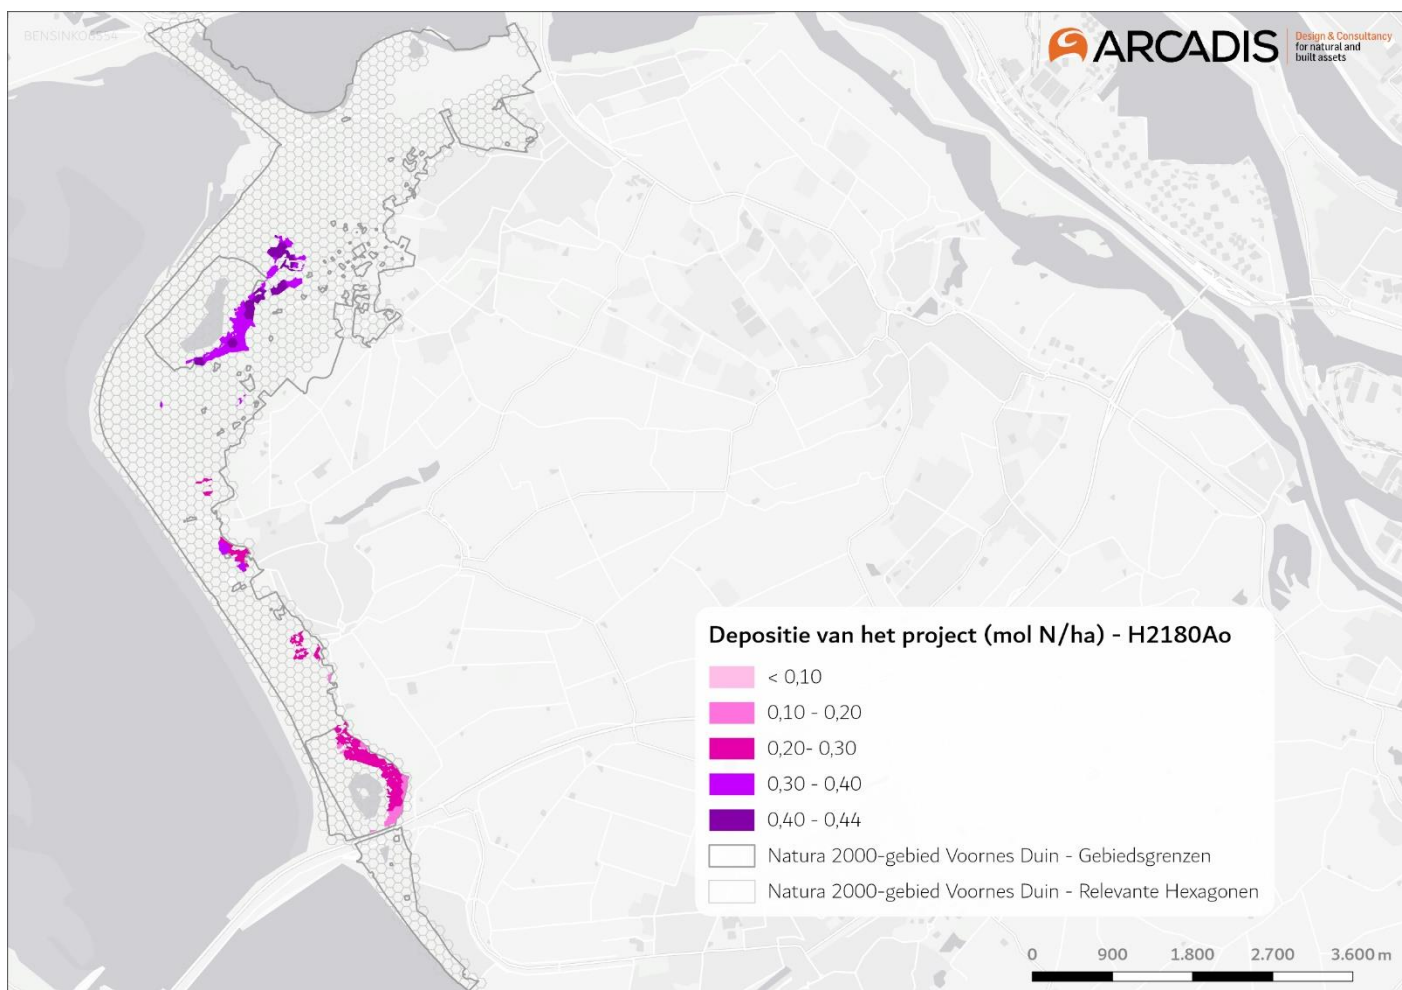 BENSINKO6554
ARCADIS
Design & Consultancy
for natural and
built assets
Depositie van het project (mol N/ha) - H2180Ao
< 0,10
0,10 - 0,20
0,20- 0,30
0,30 - 0,40
0,40 - 0,44
Natura 2000-gebied Voornes Duin - Gebiedsgrenzen
Natura 2000-gebied Voornes Duin - Relevante Hexagonen
0 900 1.800 2.700 3.600 m